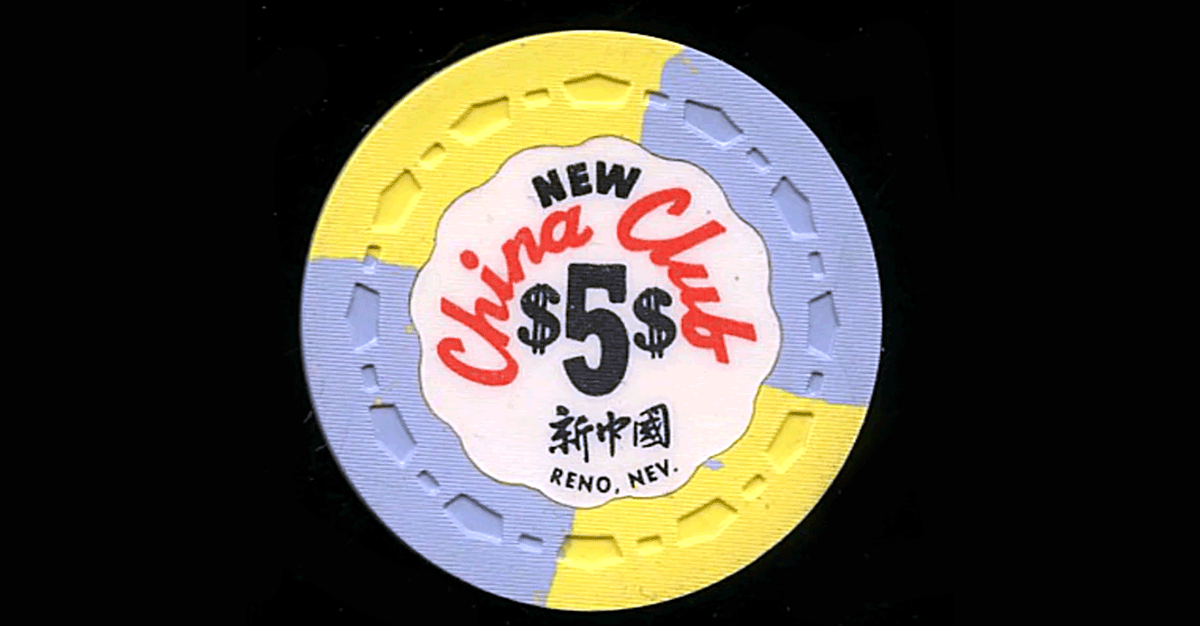 NEW
China Club
$5$
新中國
RENO, NEV.